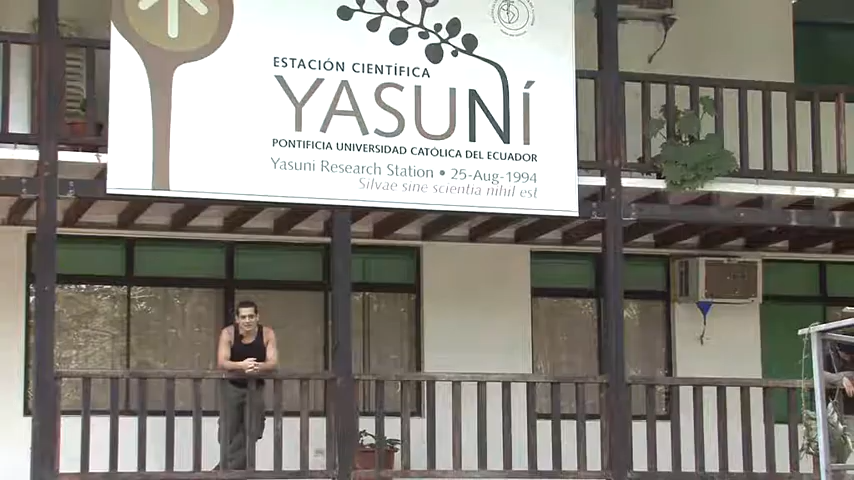 ESTACIÓN CIENTÍFICA
YASUNÍ
PONTIFICIA UNIVERSIDAD CATÓLICA DEL ECUADOR
Yasuni Research Station • 25-Aug-1994
Silvae sine scientia nihil est